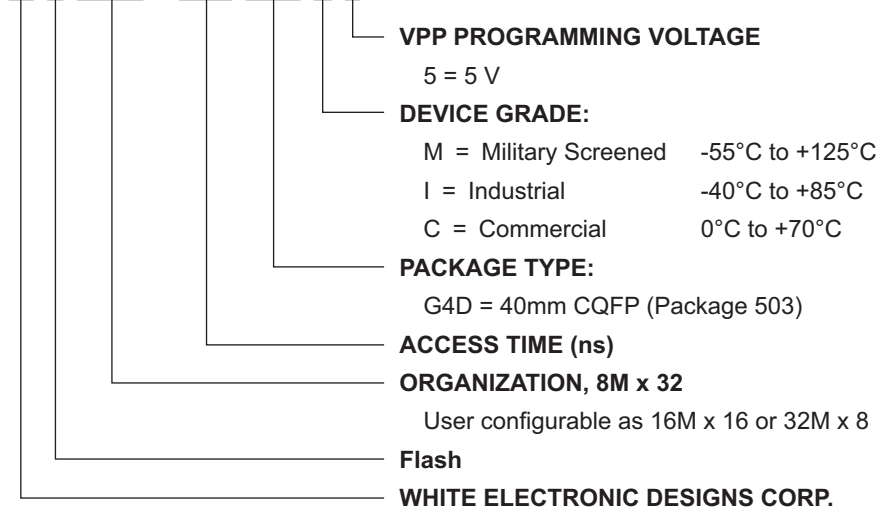 VPP PROGRAMMING VOLTAGE
5 = 5 V
DEVICE GRADE:
M = Military Screened -55°C to +125°C
I = Industrial -40°C to +85°C
C = Commercial 0°C to +70°C
PACKAGE TYPE:
G4D = 40mm CQFP (Package 503)
ACCESS TIME (ns)
ORGANIZATION, 8M x 32
User configurable as 16M x 16 or 32M x 8
Flash
WHITE ELECTRONIC DESIGNS CORP.